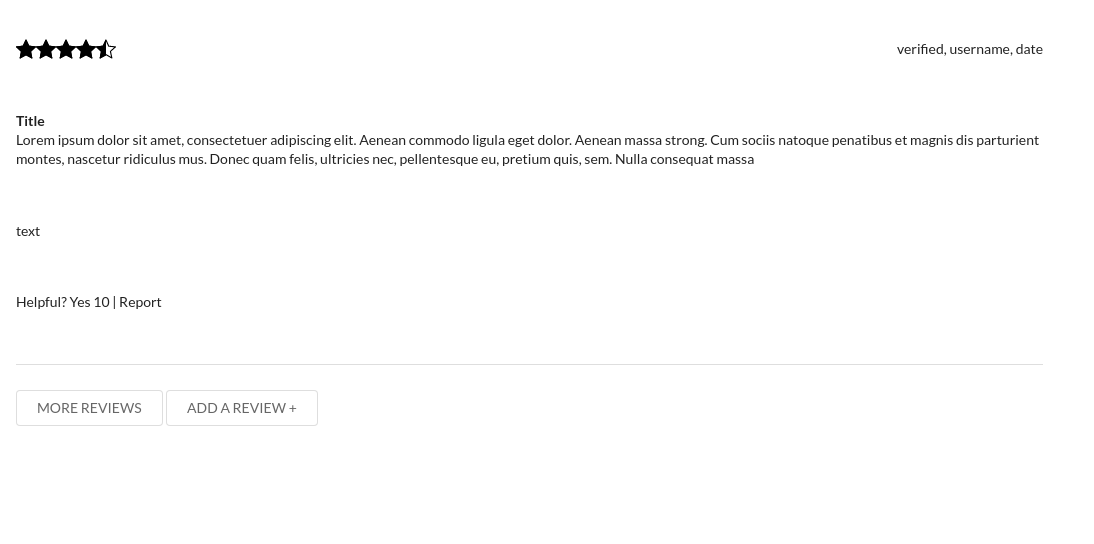 verified, username, date
Title
Lorem ipsum dolor sit amet, consectetuer adipiscing elit. Aenean commodo ligula eget dolor. Aenean massa strong. Cum sociis natoque penatibus et magnis dis parturient
montes, nascetur ridiculus mus. Donec quam felis, ultricies nec, pellentesque eu, pretium quis, sem. Nulla consequat massa
text
Helpful? Yes 10 | Report
MORE REVIEWS ADD A REVIEW +